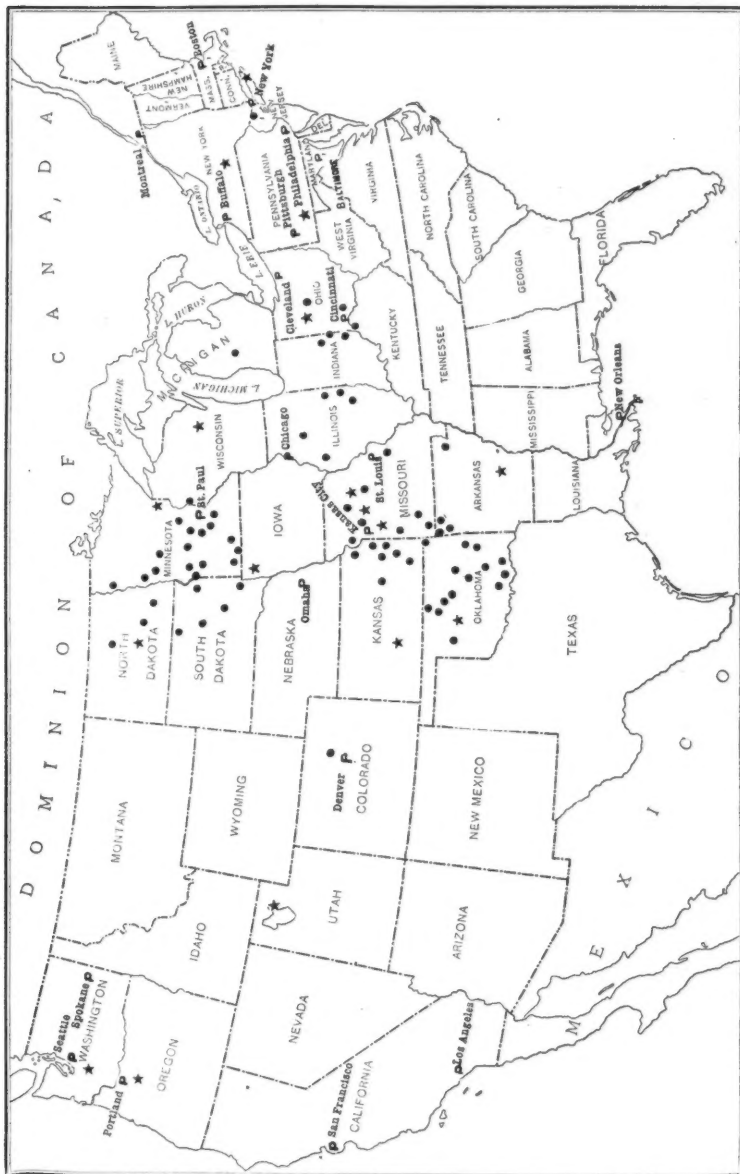 DOMINION OF CANADA
Seattle
Spokane
WASHINGTON
Portland
OREGON
IDAHO
MONTANA
NORTH
DAKOTA
SOUTH
DAKOTA
MINNESOTA
St. Paul
WISCONSIN
L. SUPERIOR
MICHIGAN
L. MICHIGAN
L. HURON
L. ERIE
L. ONTARIO
Montreal
MAINE
VERMONT
NEW
HAMPSHIRE
MASS.
Boston
CONN.
NEW YORK
Buffalo
New York
NEW
JERSEY
PENNSYLVANIA
Pittsburgh
Philadelphia
DEL.
MARYLAND
BALTIMORE
WEST
VIRGINIA
VIRGINIA
Cleveland
OHIO
Cincinnati
INDIANA
Chicago
ILLINOIS
IOWA
NEBRASKA
Omaha
WYOMING
NEVADA
UTAH
Denver
COLORADO
KANSAS
Kansas City
St. Louis
MISSOURI
KENTUCKY
TENNESSEE
NORTH CAROLINA
SOUTH CAROLINA
San Francisco
CALIFORNIA
Los Angeles
ARIZONA
NEW MEXICO
OKLAHOMA
ARKANSAS
TEXAS
LOUISIANA
MISSISSIPPI
ALABAMA
GEORGIA
FLORIDA
New Orleans
MEXICO